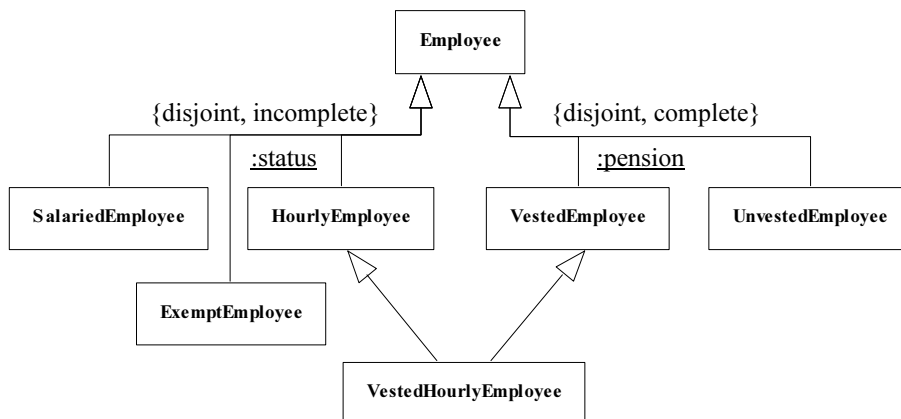 Employee
{disjoint, incomplete}
{disjoint, complete}
:status
:pension
SalariedEmployee
HourlyEmployee
VestedEmployee
UnvestedEmployee
ExemptEmployee
VestedHourlyEmployee